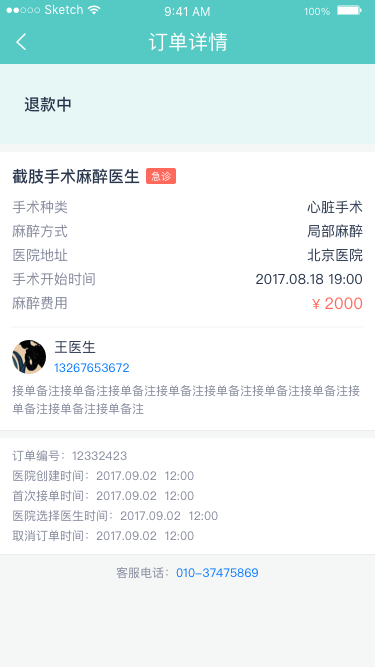 Sketch
9:41 AM
100%
订单详情
退款中
截肢手术麻醉医生 急诊
手术种类 心脏手术
麻醉方式 局部麻醉
医院地址 北京医院
手术开始时间 2017.08.18 19:00
麻醉费用 ¥ 2000
王医生
13267653672
接单备注接单备注接单备注接单备注接单备注接单备注接单备注接
单备注接单备注接单备注
订单编号：12332423
医院创建时间：2017.09.02 12:00
首次接单时间：2017.09.02 12:00
医院选择医生时间：2017.09.02 12:00
取消订单时间：2017.09.02 12:00
客服电话：010-37475869